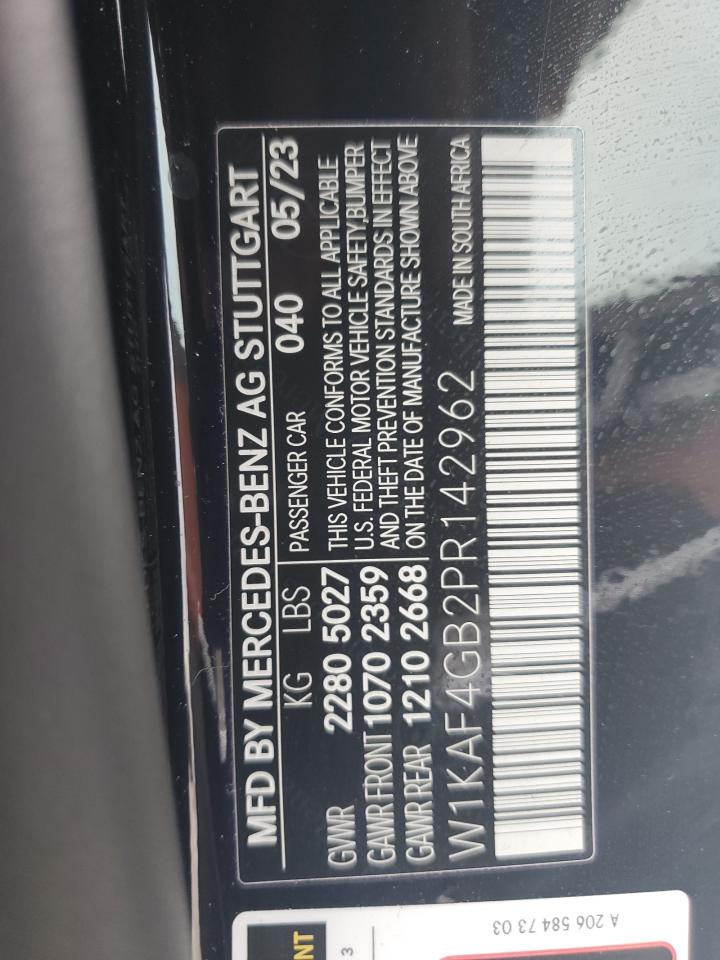 MFD BY MERCEDES-BENZ AG STUTTGART
KG LBS PASSENGER CAR 040 05/23
GVWR 2280 5027
GAWR FRONT 1070 2359
GAWR REAR 1210 2668
THIS VEHICLE CONFORMS TO ALL APPLICABLE
U.S. FEDERAL MOTOR VEHICLE SAFETY,BUMPER
AND THEFT PREVENTION STANDARDS IN EFFECT
ON THE DATE OF MANUFACTURE SHOWN ABOVE
W1KAF4GB2PR142962 MADE IN SOUTH AFRICA
A 206 584 73 03
NT
3